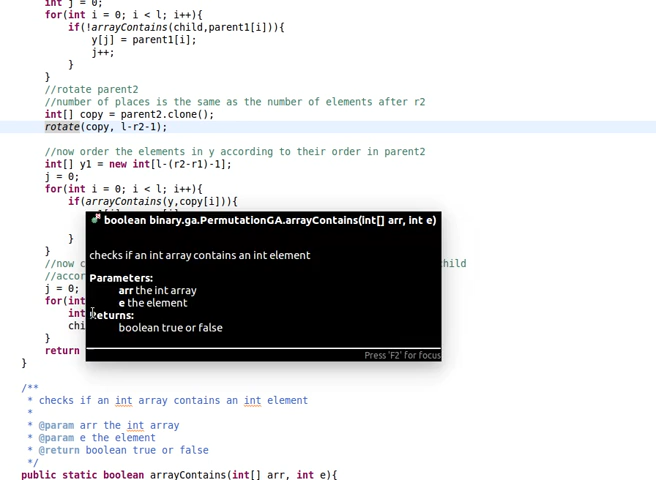 int j = 0;
for(int i = 0; i < l; i++){
if(!arrayContains(child,parent1[i])){
y[j] = parent1[i];
j++;
}
}
//rotate parent2
//number of places is the same as the number of elements after r2
int[] copy = parent2.clone();
rotate(copy, l-r2-1);
//now order the elements in y according to their order in parent2
int[] y1 = new int[l-(r2-r1)-1];
j = 0;
for(int i = 0; i < l; i++){
if(arrayContains(y,copy[i])){
boolean binary.ga.PermutationGA.arrayContains(int[] arr, int e)
}
}
checks if an int array contains an int element
//now c hild
//accor
Parameters:
j = 0;
arr the int array
for(int
e the element
int
Returns:
chi
boolean true or false
}
return
Press 'F2' for focus
}
/**
* checks if an int array contains an int element
*
* @param arr the int array
* @param e the element
* @return boolean true or false
*/
public static boolean arrayContains(int[] arr, int e){